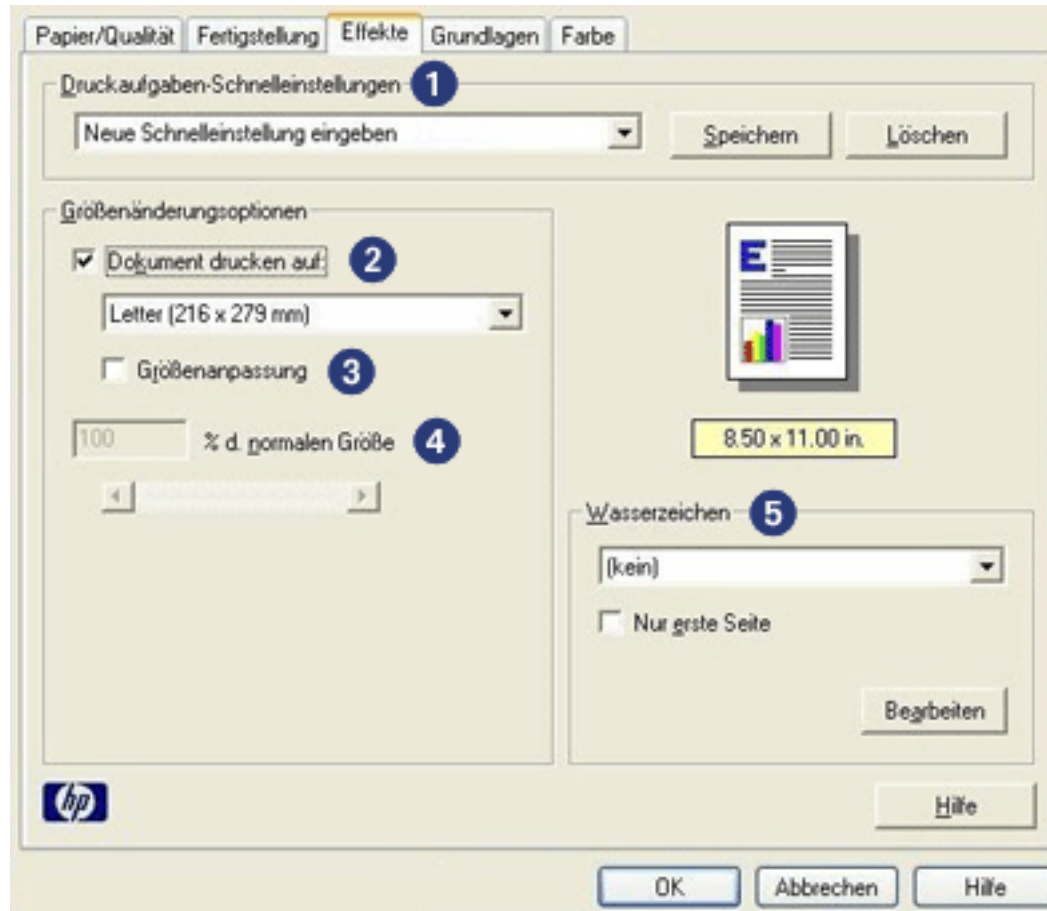 Papier/Qualität Fertigstellung Effekte Grundlagen Farbe
Druckaufgaben-Schnelleinstellungen 1
Neue Schnelleinstellung eingeben Speichern Löschen
Größenänderungsoptionen
Dokument drucken auf: 2
Letter (216 x 279 mm)
Größenanpassung 3
100 % d. normalen Größe 4
E
8.50 x 11.00 in.
Wasserzeichen 5
(kein)
Nur erste Seite
Bearbeiten
hp
Hilfe
OK Abbrechen Hilfe